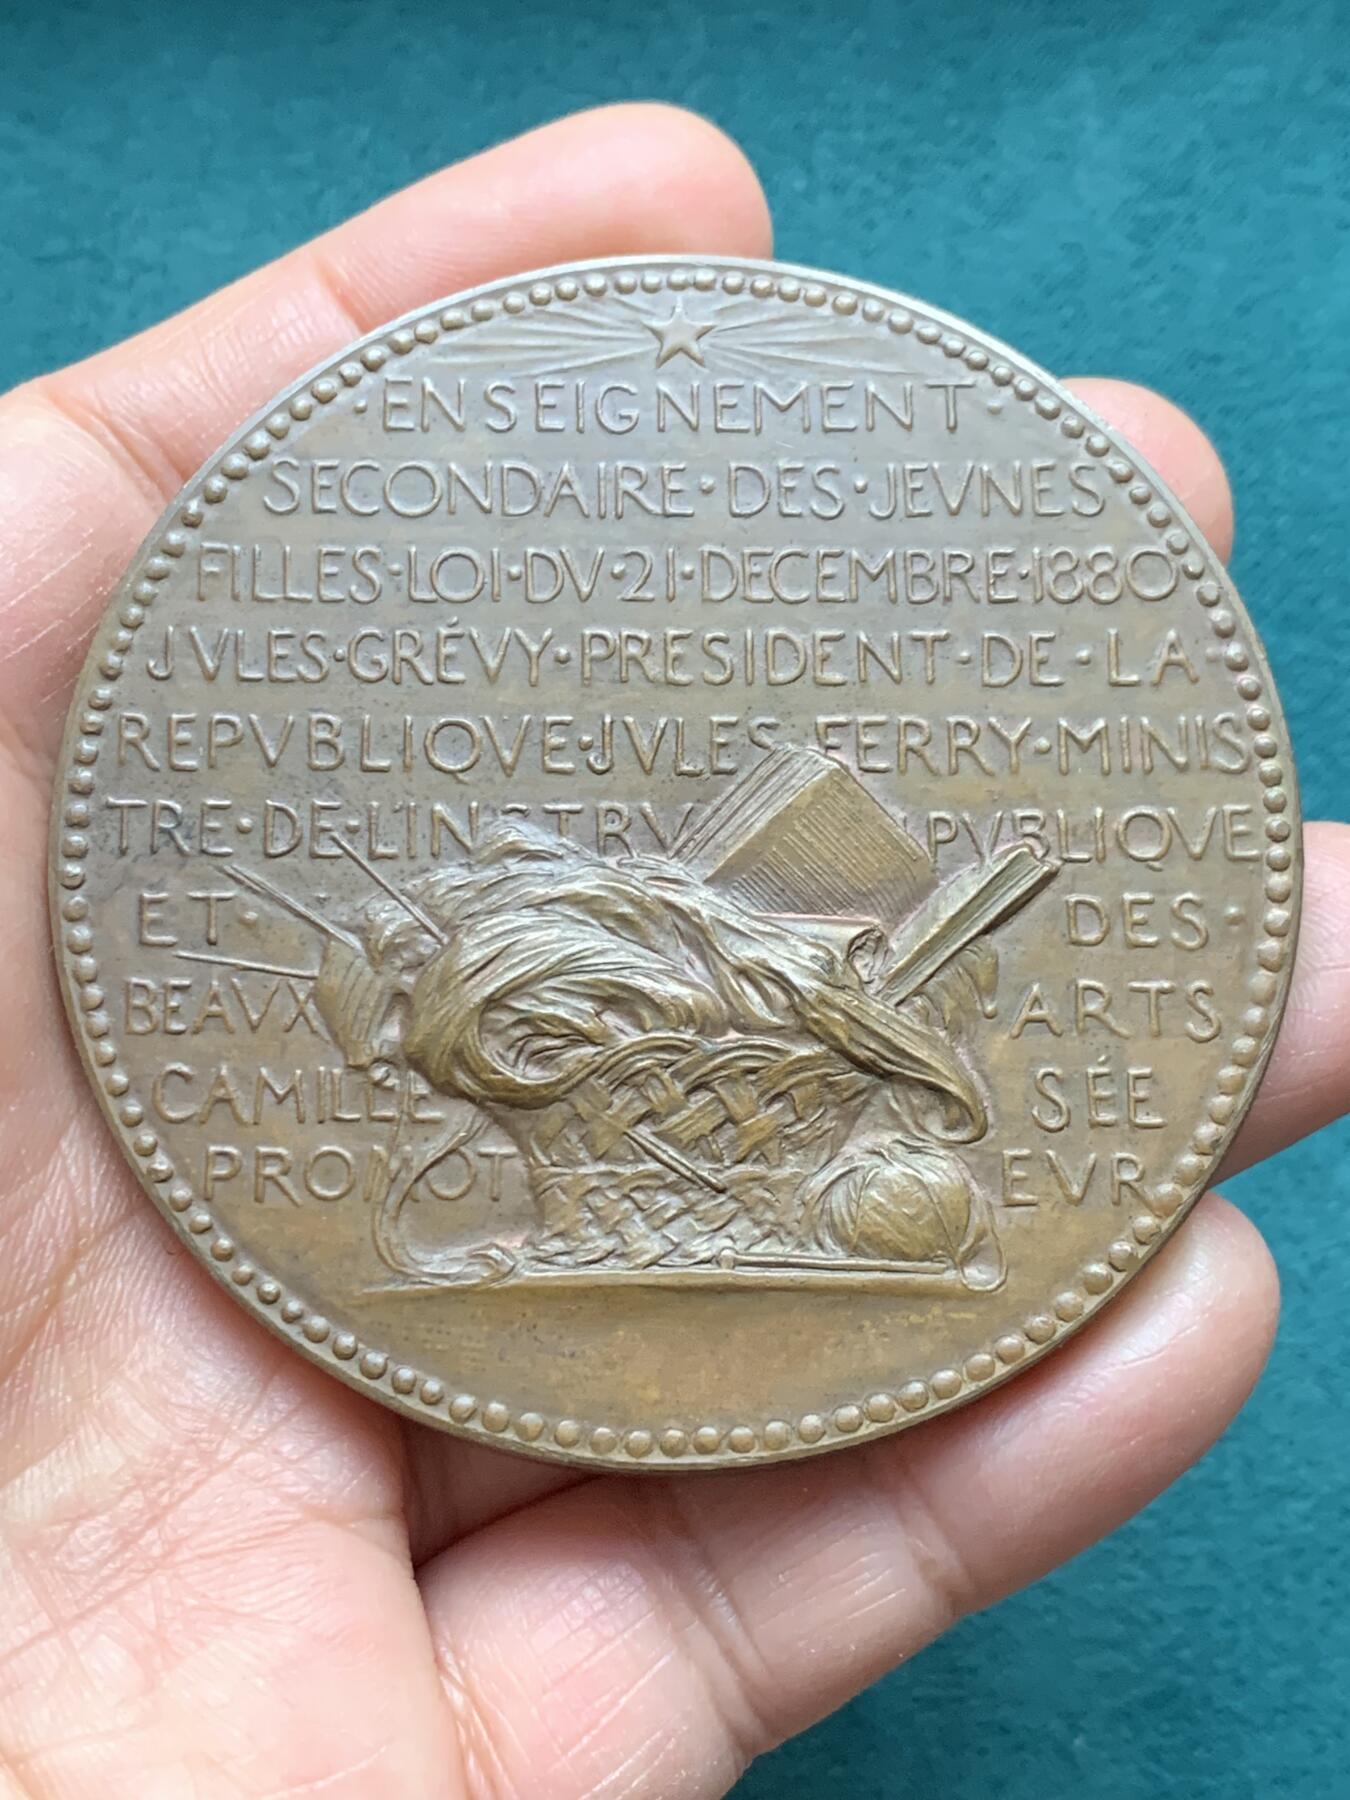 ·ENSEIGNEMENT·
SECONDAIRE·DES·JEVNES
FILLES·LOI·DV·21·DECEMBRE·1880
JVLES·GRÉVY·PRESIDENT·DE·LA·
REPVBLIQVE·JVLES FERRY·MINIS
TRE·DE·L'INSTRV N PVBLIQVE
ET· DES·
BEAVX ARTS
CAMILLE SÉE
PROMOT EVR